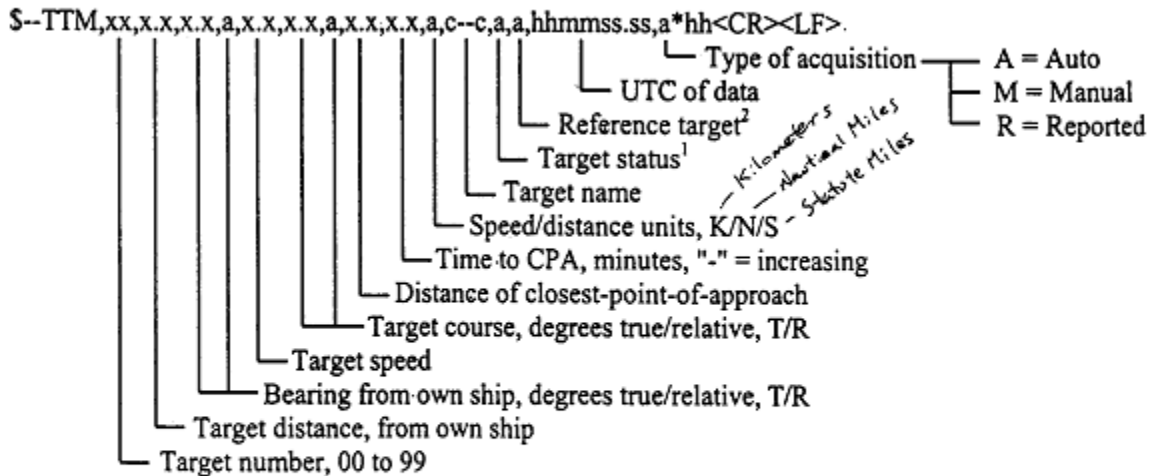 $--TTM,xx,x.x,x.x,a,x.x,x.x,a,x.x,x.x,a,c--c,a,a,hhmmss.ss,a*hh<CR><LF>
Type of acquisition
A = Auto
M = Manual
R = Reported
UTC of data
Reference target²
Target status¹
Target name
Speed/distance units, K/N/S
Kilometers
Nautical Miles
Statute Miles
Time to CPA, minutes, "-" = increasing
Distance of closest-point-of-approach
Target course, degrees true/relative, T/R
Target speed
Bearing from own ship, degrees true/relative, T/R
Target distance, from own ship
Target number, 00 to 99